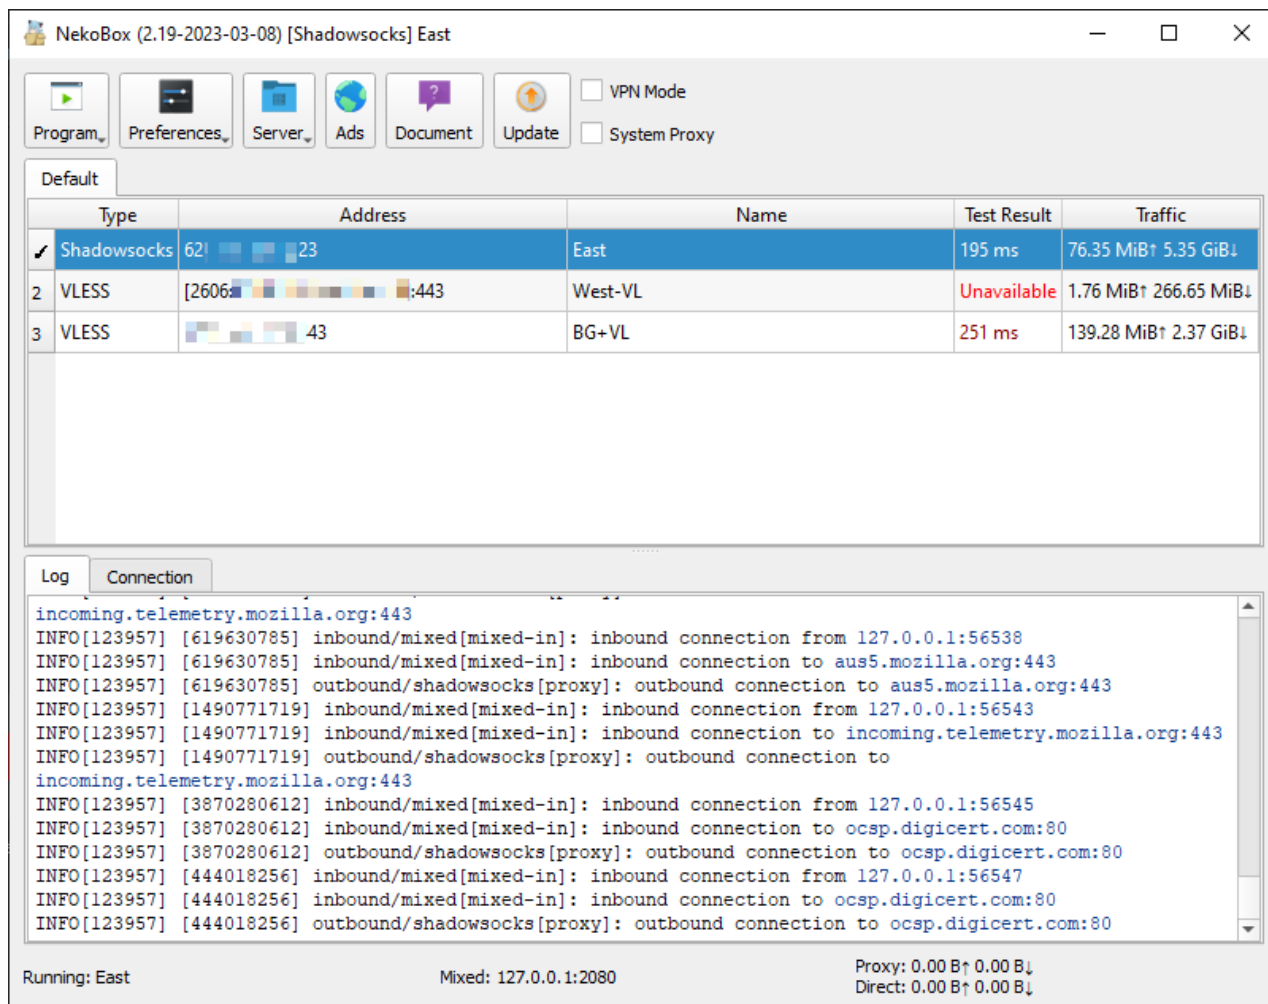 NekoBox (2.19-2023-03-08) [Shadowsocks] East
Program
Preferences
Server
Ads
Document
Update
VPN Mode
System Proxy
Default
Type Address Name Test Result Traffic
✓ Shadowsocks 62 23 East 195 ms 76.35 MiB↑ 5.35 GiB↓
2 VLESS [2606: :443 West-VL Unavailable 1.76 MiB↑ 266.65 MiB↓
3 VLESS 43 BG+VL 251 ms 139.28 MiB↑ 2.37 GiB↓
Log Connection
incoming.telemetry.mozilla.org:443
INFO[123957] [619630785] inbound/mixed[mixed-in]: inbound connection from 127.0.0.1:56538
INFO[123957] [619630785] inbound/mixed[mixed-in]: inbound connection to aus5.mozilla.org:443
INFO[123957] [619630785] outbound/shadowsocks[proxy]: outbound connection to aus5.mozilla.org:443
INFO[123957] [1490771719] inbound/mixed[mixed-in]: inbound connection from 127.0.0.1:56543
INFO[123957] [1490771719] inbound/mixed[mixed-in]: inbound connection to incoming.telemetry.mozilla.org:443
INFO[123957] [1490771719] outbound/shadowsocks[proxy]: outbound connection to
incoming.telemetry.mozilla.org:443
INFO[123957] [3870280612] inbound/mixed[mixed-in]: inbound connection from 127.0.0.1:56545
INFO[123957] [3870280612] inbound/mixed[mixed-in]: inbound connection to ocsp.digicert.com:80
INFO[123957] [3870280612] outbound/shadowsocks[proxy]: outbound connection to ocsp.digicert.com:80
INFO[123957] [444018256] inbound/mixed[mixed-in]: inbound connection from 127.0.0.1:56547
INFO[123957] [444018256] inbound/mixed[mixed-in]: inbound connection to ocsp.digicert.com:80
INFO[123957] [444018256] outbound/shadowsocks[proxy]: outbound connection to ocsp.digicert.com:80
Running: East
Mixed: 127.0.0.1:2080
Proxy: 0.00 B↑ 0.00 B↓
Direct: 0.00 B↑ 0.00 B↓